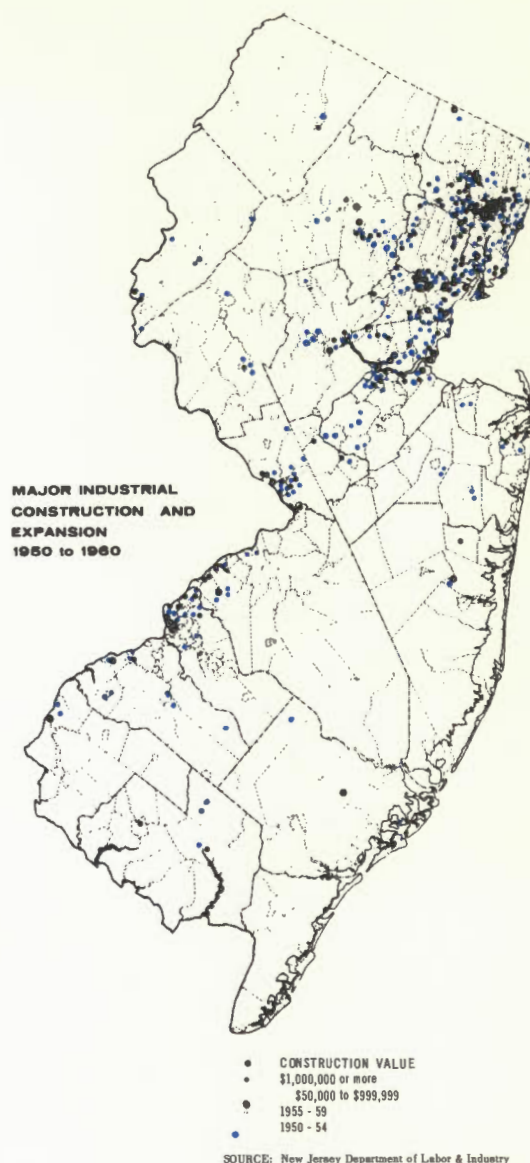 MAJOR INDUSTRIAL
CONSTRUCTION AND
EXPANSION
1950 to 1960
CONSTRUCTION VALUE
$1,000,000 or more
$50,000 to $999,999
1955 - 59
1950 - 54
SOURCE: New Jersey Department of Labor & Industry